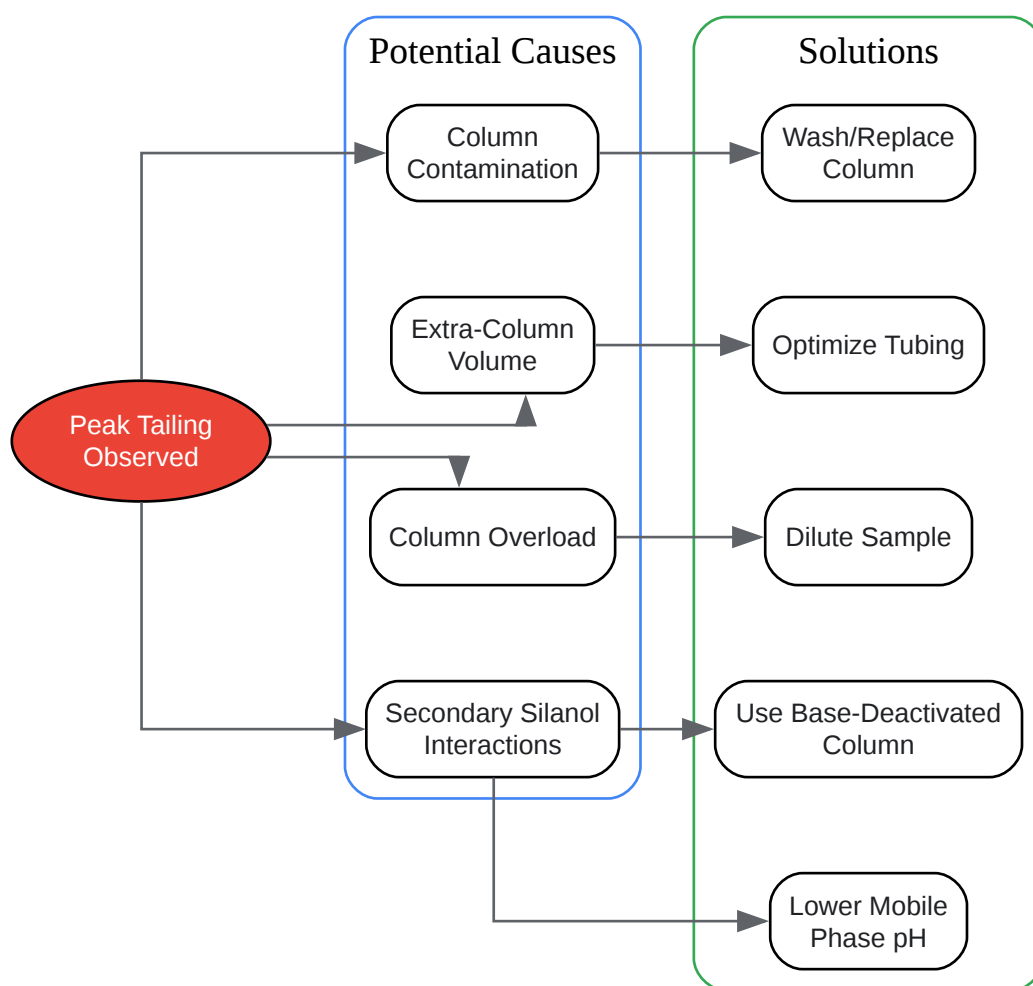 Potential Causes
Solutions
Column
Contamination
Wash/Replace
Column
Extra-Column
Volume
Optimize Tubing
Peak Tailing
Observed
Column Overload
Dilute Sample
Secondary Silanol
Interactions
Use Base-Deactivated
Column
Lower Mobile
Phase pH